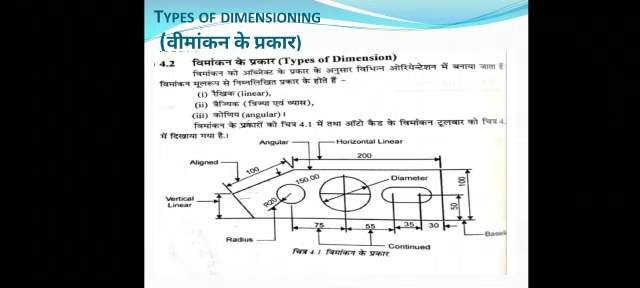 TYPES OF DIMENSIONING
(वीमांकन के प्रकार)
4.2 विमांकन के प्रकार (Types of Dimension)
विमांकन को ऑब्जेक्ट के प्रकार के अनुसार विभिन्न ओरियेन्टेशन में बनाया जाता है
विमांकन मूलरूप से निम्नलिखित प्रकार के होते हैं –
(i) रैखिक (linear),
(ii) त्रैज्यिक (त्रिज्या एवं व्यास),
(iii) कोणिय (angular)।
विमांकन के प्रकारों को चित्र 4.1 में तथा ऑटो कैड के विमांकन टूलबार को चित्र 4.
में दिखाया गया है।
Angular Horizontal Linear
200
Aligned
100
150.00
Diameter
100
Vertical
Linear
R20
50
75 55 35 30
Baseli
Radius
Continued
चित्र 4.1 विमांकन के प्रकार